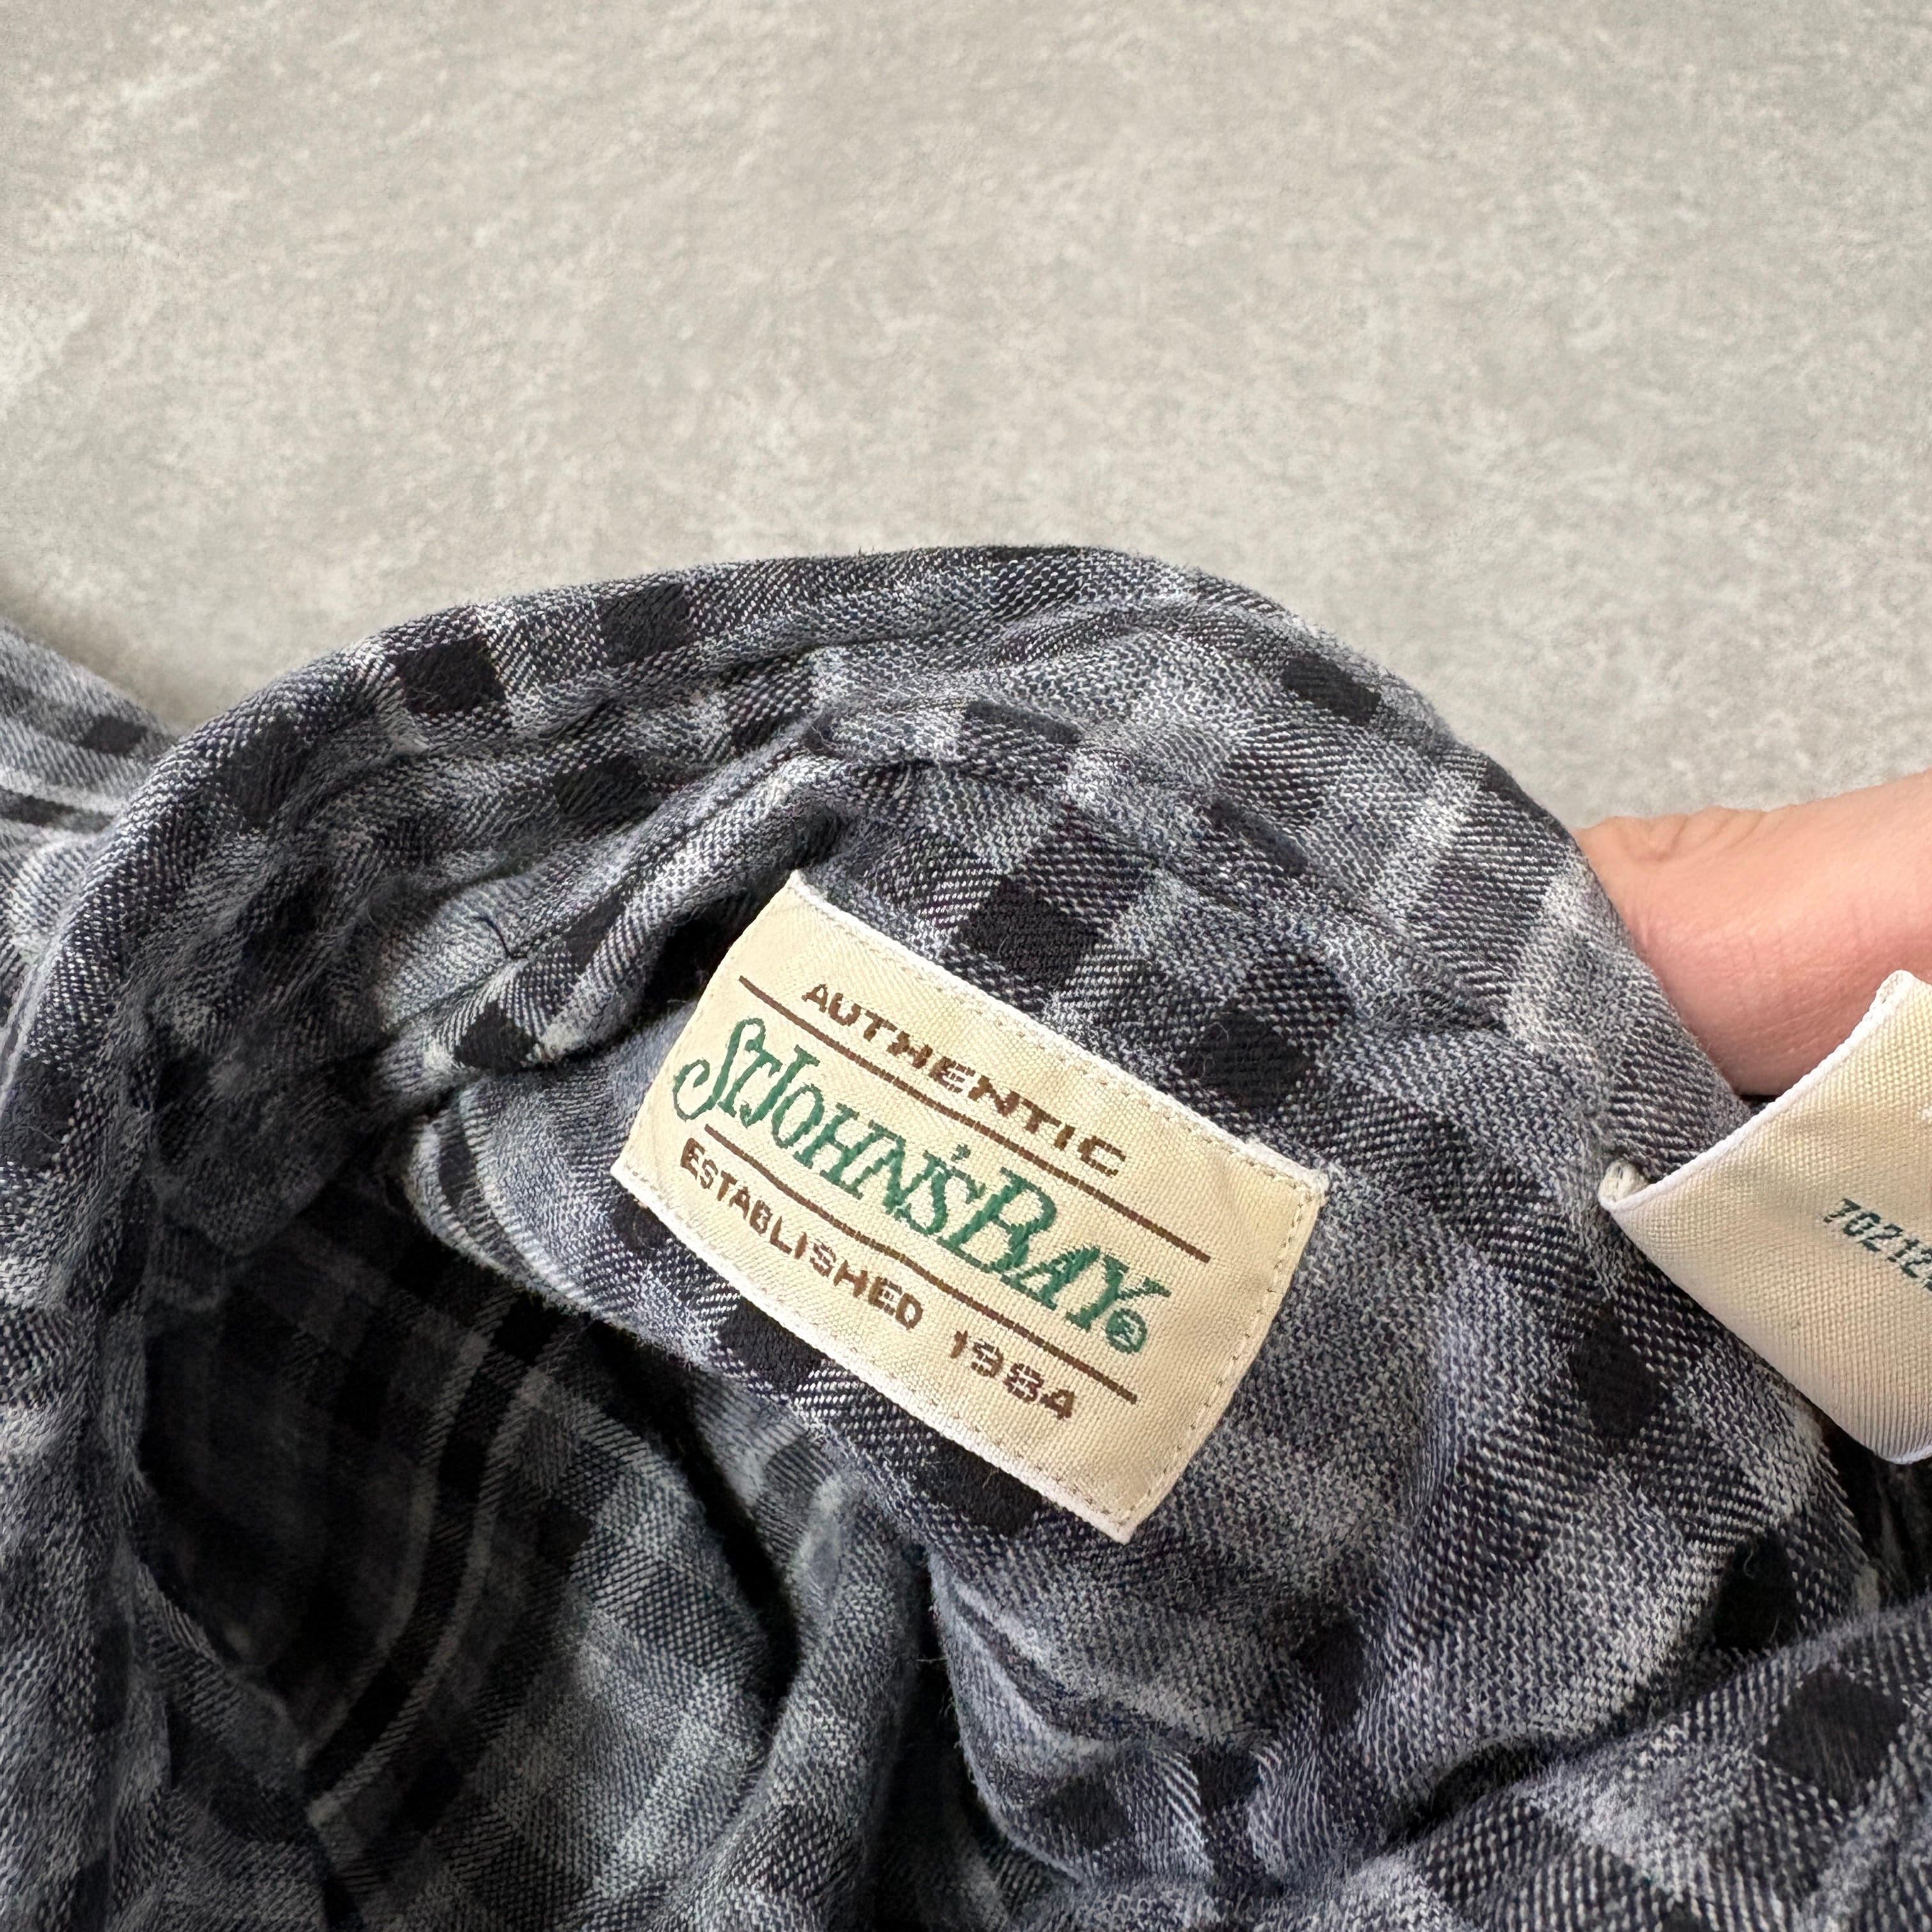 AUTHENTIC
ST JOHN'S BAY®
ESTABLISHED 1984